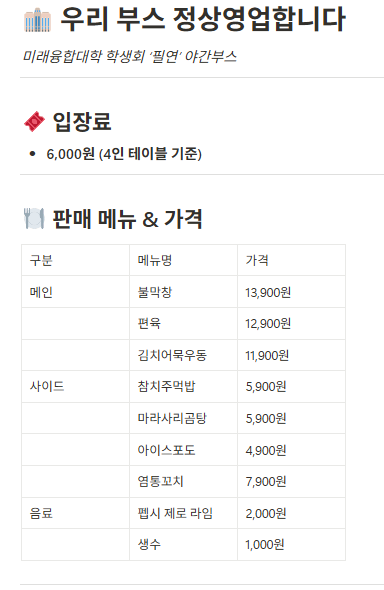 우리 부스 정상영업합니다
미래융합대학 학생회 ‘필연’ 야간부스
입장료
• 6,000원 (4인 테이블 기준)
판매 메뉴 & 가격
구분 메뉴명 가격
메인 불막창 13,900원
편육 12,900원
김치어묵우동 11,900원
사이드 참치주먹밥 5,900원
마라사리곰탕 5,900원
아이스포도 4,900원
염통꼬치 7,900원
음료 펩시 제로 라임 2,000원
생수 1,000원